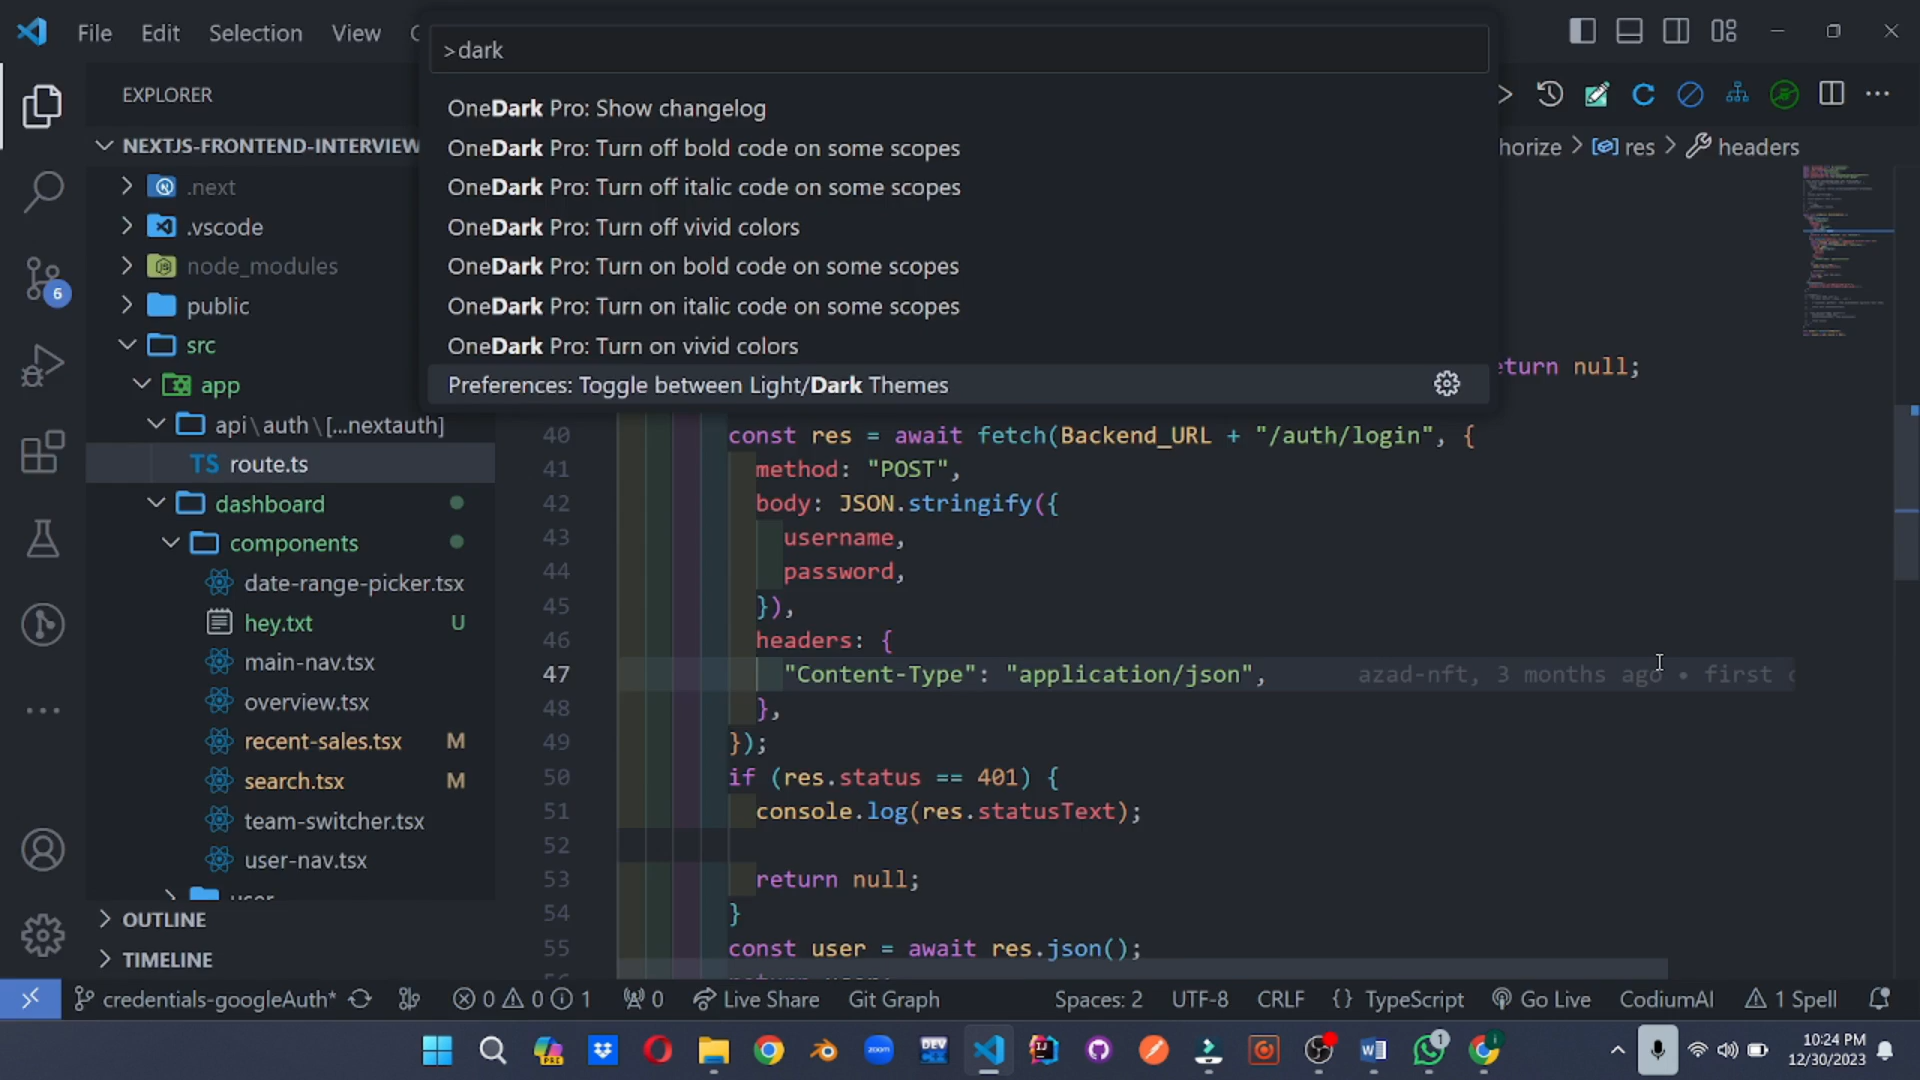 File Edit Selection View
>dark
OneDark Pro: Show changelog
OneDark Pro: Turn off bold code on some scopes
OneDark Pro: Turn off italic code on some scopes
OneDark Pro: Turn off vivid colors
OneDark Pro: Turn on bold code on some scopes
OneDark Pro: Turn on italic code on some scopes
OneDark Pro: Turn on vivid colors
Preferences: Toggle between Light/Dark Themes
EXPLORER
NEXTJS-FRONTEND-INTERVIEW
.next
.vscode
node_modules
public
src
app
api\auth\[...nextauth]
TS route.ts
dashboard
components
date-range-picker.tsx
hey.txt U
main-nav.tsx
overview.tsx
recent-sales.tsx M
search.tsx M
team-switcher.tsx
user-nav.tsx
OUTLINE
TIMELINE
6
horize > res > headers
eturn null;
40 const res = await fetch(Backend_URL + "/auth/login", {
41 method: "POST",
42 body: JSON.stringify({
43 username,
44 password,
45 }),
46 headers: {
47 "Content-Type": "application/json", azad-nft, 3 months ago • first
48 },
49 });
50 if (res.status == 401) {
51 console.log(res.statusText);
52
53 return null;
54 }
55 const user = await res.json();
credentials-googleAuth* 0 0 1 0 Live Share Git Graph Spaces: 2 UTF-8 CRLF {} TypeScript Go Live CodiumAI 1 Spell
PRE zoom DEV 1
10:24 PM
12/30/2023